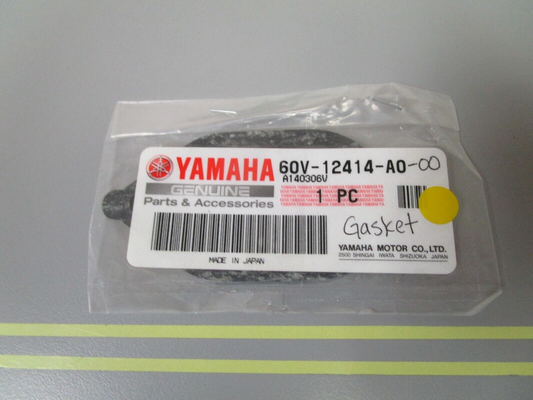 YAMAHA 60V-12414-A0-00
A140306V
GENUINE
Parts & Accessories
1 PC
Gasket
YAMAHA MOTOR CO.,LTD.
2500 SHINGAI IWATA SHIZUOKA JAPAN
MADE IN JAPAN